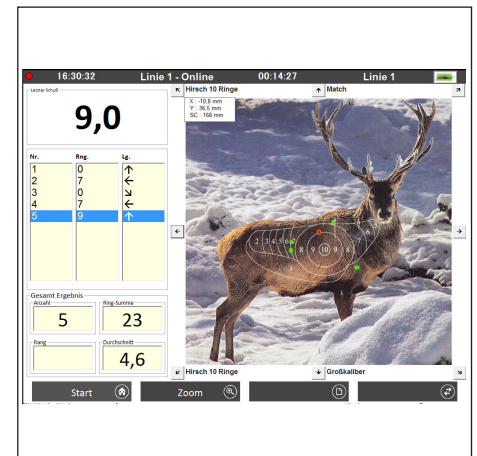 16:30:32 Linie 1 - Online 00:14:27 Linie 1
Letzter Schuß
9,0
Hirsch 10 Ringe
Match
X : -10,8 mm
Y : 36,5 mm
SC : 168 mm
Nr. Rng. Lg.
1 0 ↑
2 7 ←
3 0 ↘
4 7 ←
5 9 ↑
2 3 4 5 6 8 9 10 9 8 7
Gesamt Ergebnis
Anzahl Ring-Summe
5 23
Rang Durchschnitt
4,6
Hirsch 10 Ringe
Großkaliber
Start Zoom